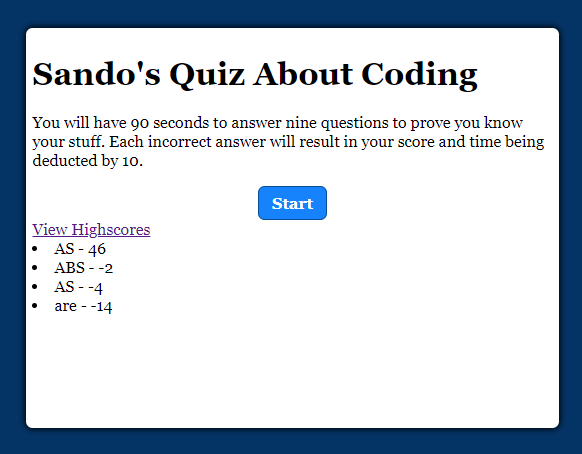 Sando's Quiz About Coding
You will have 90 seconds to answer nine questions to prove you know
your stuff. Each incorrect answer will result in your score and time being
deducted by 10.
Start
View Highscores
• AS - 46
• ABS - -2
• AS - -4
• are - -14